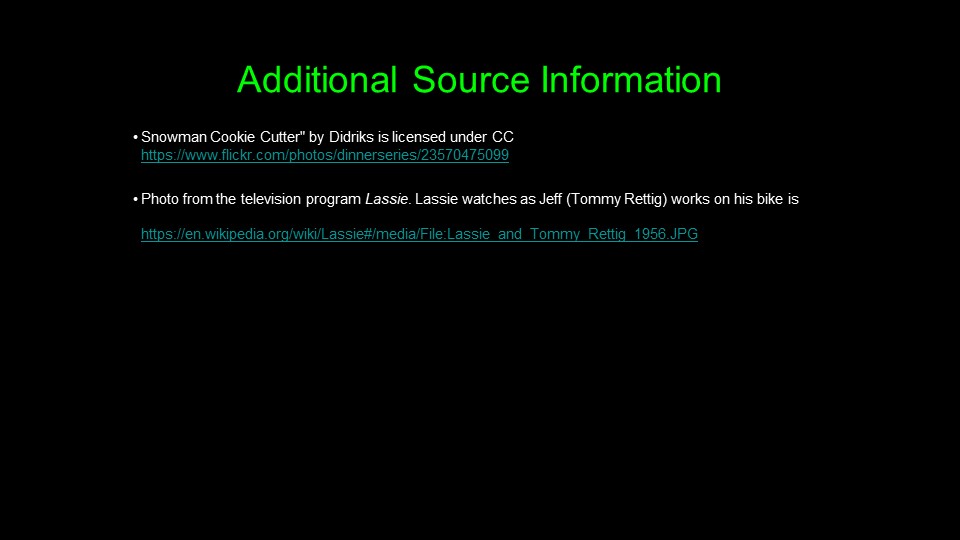 Additional Source Information
• Snowman Cookie Cutter" by Didriks is licensed under CC
https://www.flickr.com/photos/dinnerseries/23570475099
• Photo from the television program Lassie. Lassie watches as Jeff (Tommy Rettig) works on his bike is
https://en.wikipedia.org/wiki/Lassie#/media/File:Lassie_and_Tommy_Rettig_1956.JPG